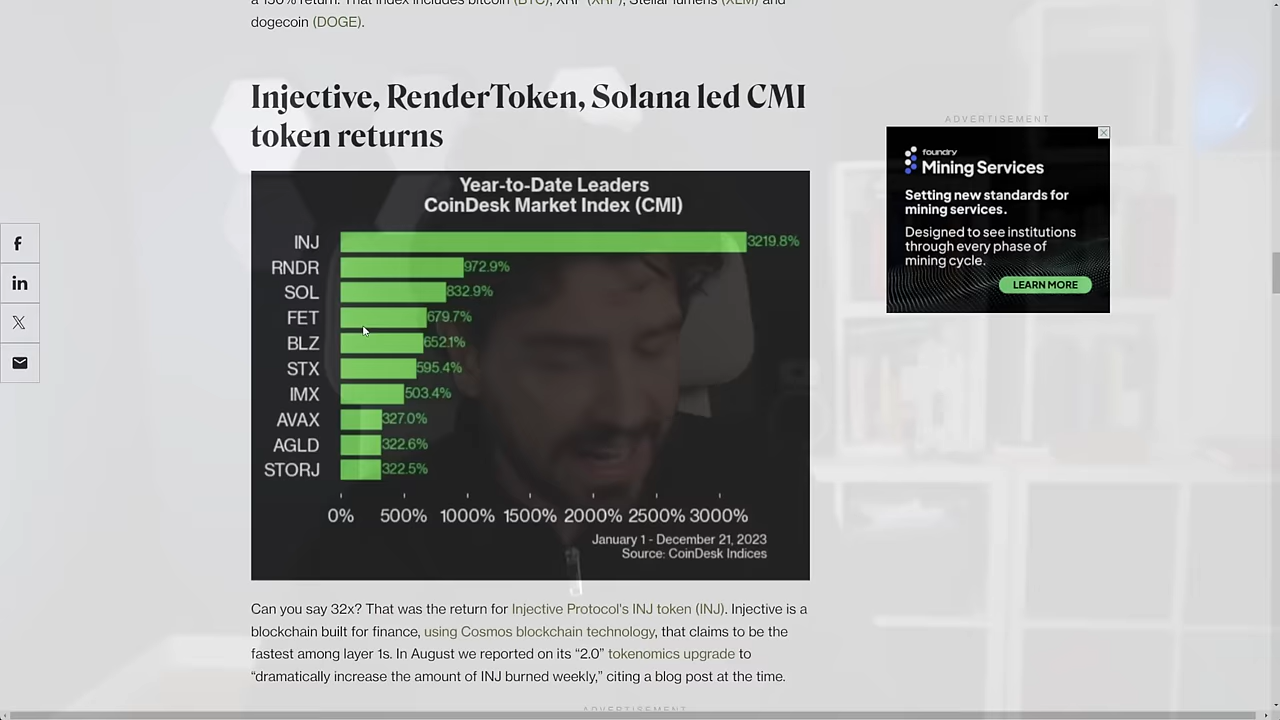 dogecoin (DOGE).
Injective, RenderToken, Solana led CMI
token returns
ADVERTISEMENT
foundry
Mining Services
Setting new standards for
mining services.
Designed to see institutions
through every phase of
mining cycle.
LEARN MORE
Year-to-Date Leaders
CoinDesk Market Index (CMI)
INJ 3219.8%
RNDR 972.9%
SOL 832.9%
FET 679.7%
BLZ 652.1%
STX 595.4%
IMX 503.4%
AVAX 327.0%
AGLD 322.6%
STORJ 322.5%
0% 500% 1000% 1500% 2000% 2500% 3000%
January 1 - December 21, 2023
Source: CoinDesk Indices
Can you say 32x? That was the return for Injective Protocol's INJ token (INJ). Injective is a
blockchain built for finance, using Cosmos blockchain technology, that claims to be the
fastest among layer 1s. In August we reported on its “2.0” tokenomics upgrade to
“dramatically increase the amount of INJ burned weekly,” citing a blog post at the time.
ADVERTISEMENT